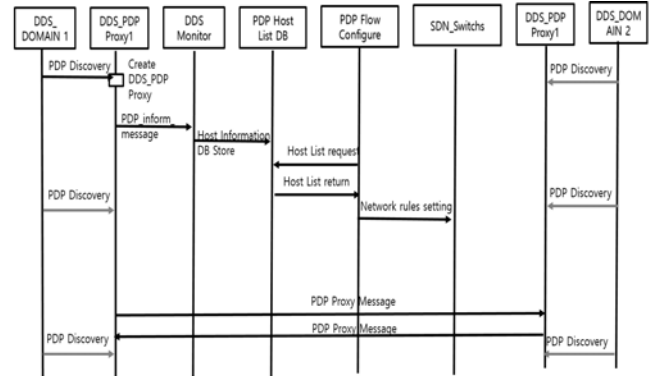 DDS_
DOMAIN 1
DDS_PDP
Proxy1
DDS
Monitor
PDP Host
List DB
PDP Flow
Configure
SDN_Switchs
DDS_PDP
Proxy1
DDS_DOM
AIN 2
PDP Discovery
Create
DDS_PDP
Proxy
PDP Discovery
PDP_inform_
message
Host Information
DB Store
Host List request
Host List return
PDP Discovery
Network rules setting
PDP Discovery
PDP Proxy Message
PDP Proxy Message
PDP Discovery
PDP Discovery